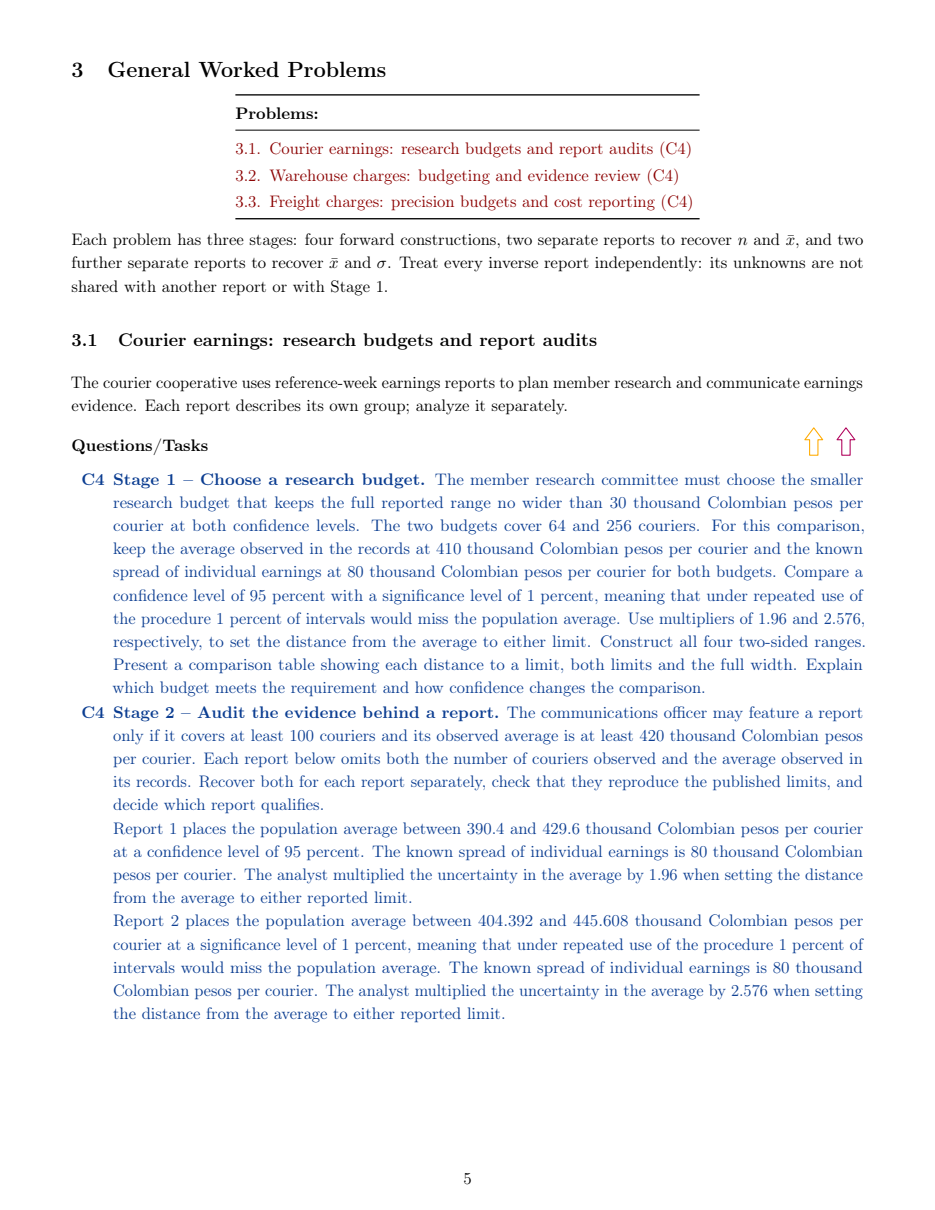 3 General Worked Problems
Problems:
3.1. Courier earnings: research budgets and report audits (C4)
3.2. Warehouse charges: budgeting and evidence review (C4)
3.3. Freight charges: precision budgets and cost reporting (C4)
Each problem has three stages: four forward constructions, two separate reports to recover n and x̄, and two
further separate reports to recover x̄ and σ. Treat every inverse report independently: its unknowns are not
shared with another report or with Stage 1.
3.1 Courier earnings: research budgets and report audits
The courier cooperative uses reference-week earnings reports to plan member research and communicate earnings
evidence. Each report describes its own group; analyze it separately.
Questions/Tasks
C4 Stage 1 – Choose a research budget. The member research committee must choose the smaller
research budget that keeps the full reported range no wider than 30 thousand Colombian pesos per
courier at both confidence levels. The two budgets cover 64 and 256 couriers. For this comparison,
keep the average observed in the records at 410 thousand Colombian pesos per courier and the known
spread of individual earnings at 80 thousand Colombian pesos per courier for both budgets. Compare a
confidence level of 95 percent with a significance level of 1 percent, meaning that under repeated use of
the procedure 1 percent of intervals would miss the population average. Use multipliers of 1.96 and 2.576,
respectively, to set the distance from the average to either limit. Construct all four two-sided ranges.
Present a comparison table showing each distance to a limit, both limits and the full width. Explain
which budget meets the requirement and how confidence changes the comparison.
C4 Stage 2 – Audit the evidence behind a report. The communications officer may feature a report
only if it covers at least 100 couriers and its observed average is at least 420 thousand Colombian pesos
per courier. Each report below omits both the number of couriers observed and the average observed in
its records. Recover both for each report separately, check that they reproduce the published limits, and
decide which report qualifies.
Report 1 places the population average between 390.4 and 429.6 thousand Colombian pesos per courier
at a confidence level of 95 percent. The known spread of individual earnings is 80 thousand Colombian
pesos per courier. The analyst multiplied the uncertainty in the average by 1.96 when setting the distance
from the average to either reported limit.
Report 2 places the population average between 404.392 and 445.608 thousand Colombian pesos per
courier at a significance level of 1 percent, meaning that under repeated use of the procedure 1 percent of
intervals would miss the population average. The known spread of individual earnings is 80 thousand
Colombian pesos per courier. The analyst multiplied the uncertainty in the average by 2.576 when setting
the distance from the average to either reported limit.
5